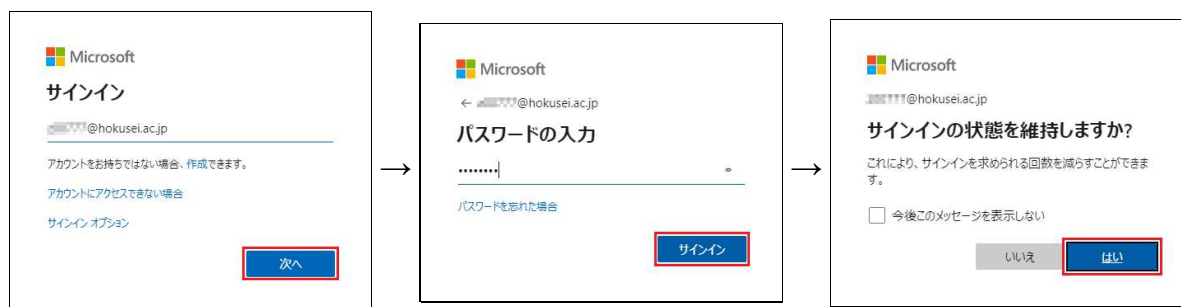 Microsoft
サインイン
@hokusei.ac.jp
アカウントをお持ちではない場合、作成できます。
アカウントにアクセスできない場合
サインイン オプション
次へ
→
Microsoft
← @hokusei.ac.jp
パスワードの入力
••••••••
パスワードを忘れた場合
サインイン
→
Microsoft
@hokusei.ac.jp
サインインの状態を維持しますか?
これにより、サインインを求められる回数を減らすことができま
す。
今後このメッセージを表示しない
いいえ
はい